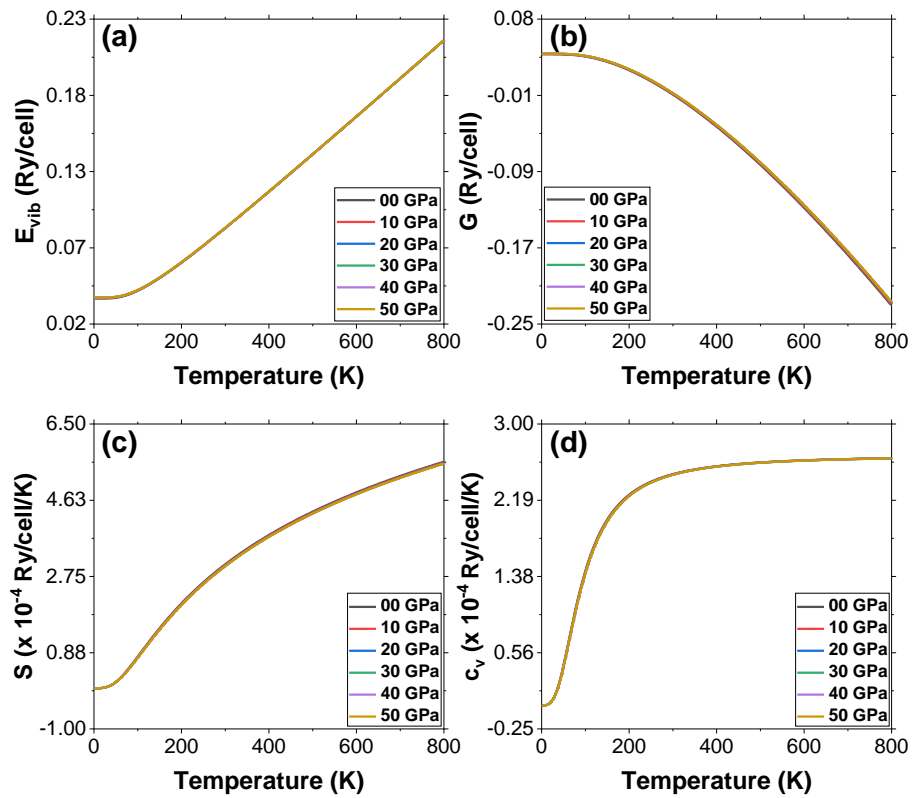 (a)
E_vib (Ry/cell)
0.23
0.18
0.13
0.07
0.02
00 GPa
10 GPa
20 GPa
30 GPa
40 GPa
50 GPa
0 200 400 600 800
Temperature (K)
(b)
G (Ry/cell)
0.08
-0.01
-0.09
-0.17
-0.25
00 GPa
10 GPa
20 GPa
30 GPa
40 GPa
50 GPa
0 200 400 600 800
Temperature (K)
(c)
S (x 10⁻⁴ Ry/cell/K)
6.50
4.63
2.75
0.88
-1.00
00 GPa
10 GPa
20 GPa
30 GPa
40 GPa
50 GPa
0 200 400 600 800
Temperature (K)
(d)
c_v (x 10⁻⁴ Ry/cell/K)
3.00
2.19
1.38
0.56
-0.25
00 GPa
10 GPa
20 GPa
30 GPa
40 GPa
50 GPa
0 200 400 600 800
Temperature (K)